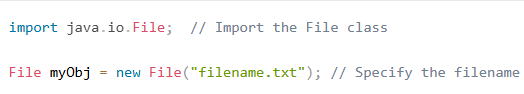 import java.io.File;  // Import the File class
File myObj = new File("filename.txt"); // Specify the filename